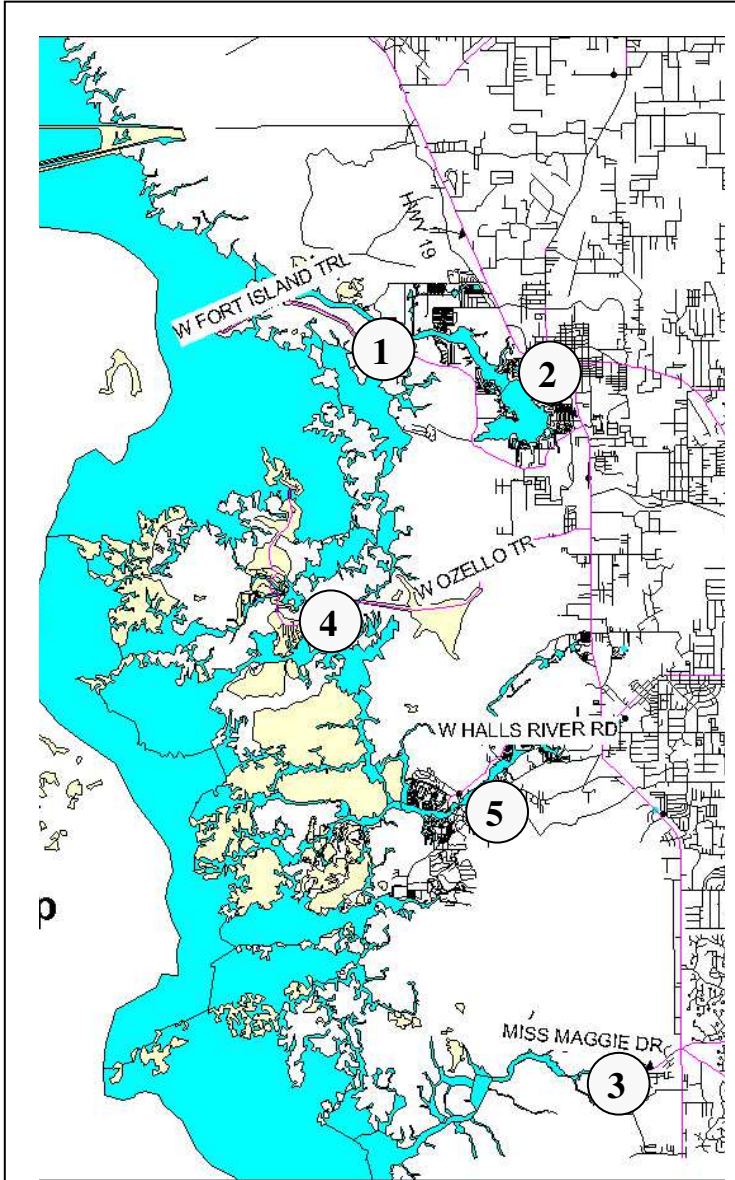 HWY 19
W FORT ISLAND TRL
1
2
W OZELLO TR
4
W HALLS RIVER RD
5
p
MISS MAGGIE DR
3